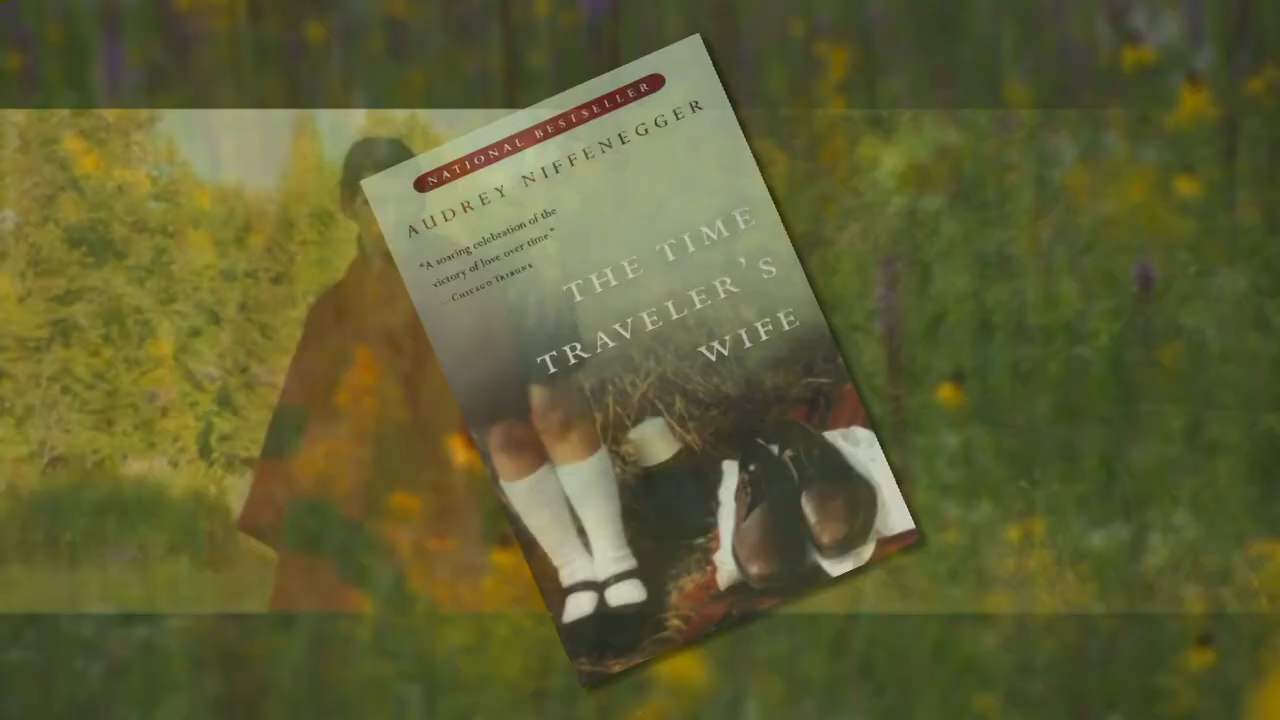 NATIONAL BESTSELLER
AUDREY NIFFENEGGER
"A soaring celebration of the
victory of love over time."
—CHICAGO TRIBUNE
THE TIME
TRAVELER'S
WIFE